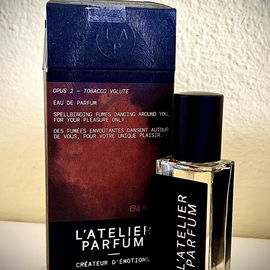 OPUS 2 – TOBACCO VOLUTE
EAU DE PARFUM
SPELLBINDING FUMES DANCING AROUND YOU,
FOR YOUR PLEASURE ONLY
DES FUMÉES ENVOÛTANTES DANSENT AUTOUR
DE VOUS, POUR VOTRE UNIQUE PLAISIR.
15ML
L'ATELIER
PARFUM
CRÉATEUR D'ÉMOTIONS
L'ATELIER
PARFUM